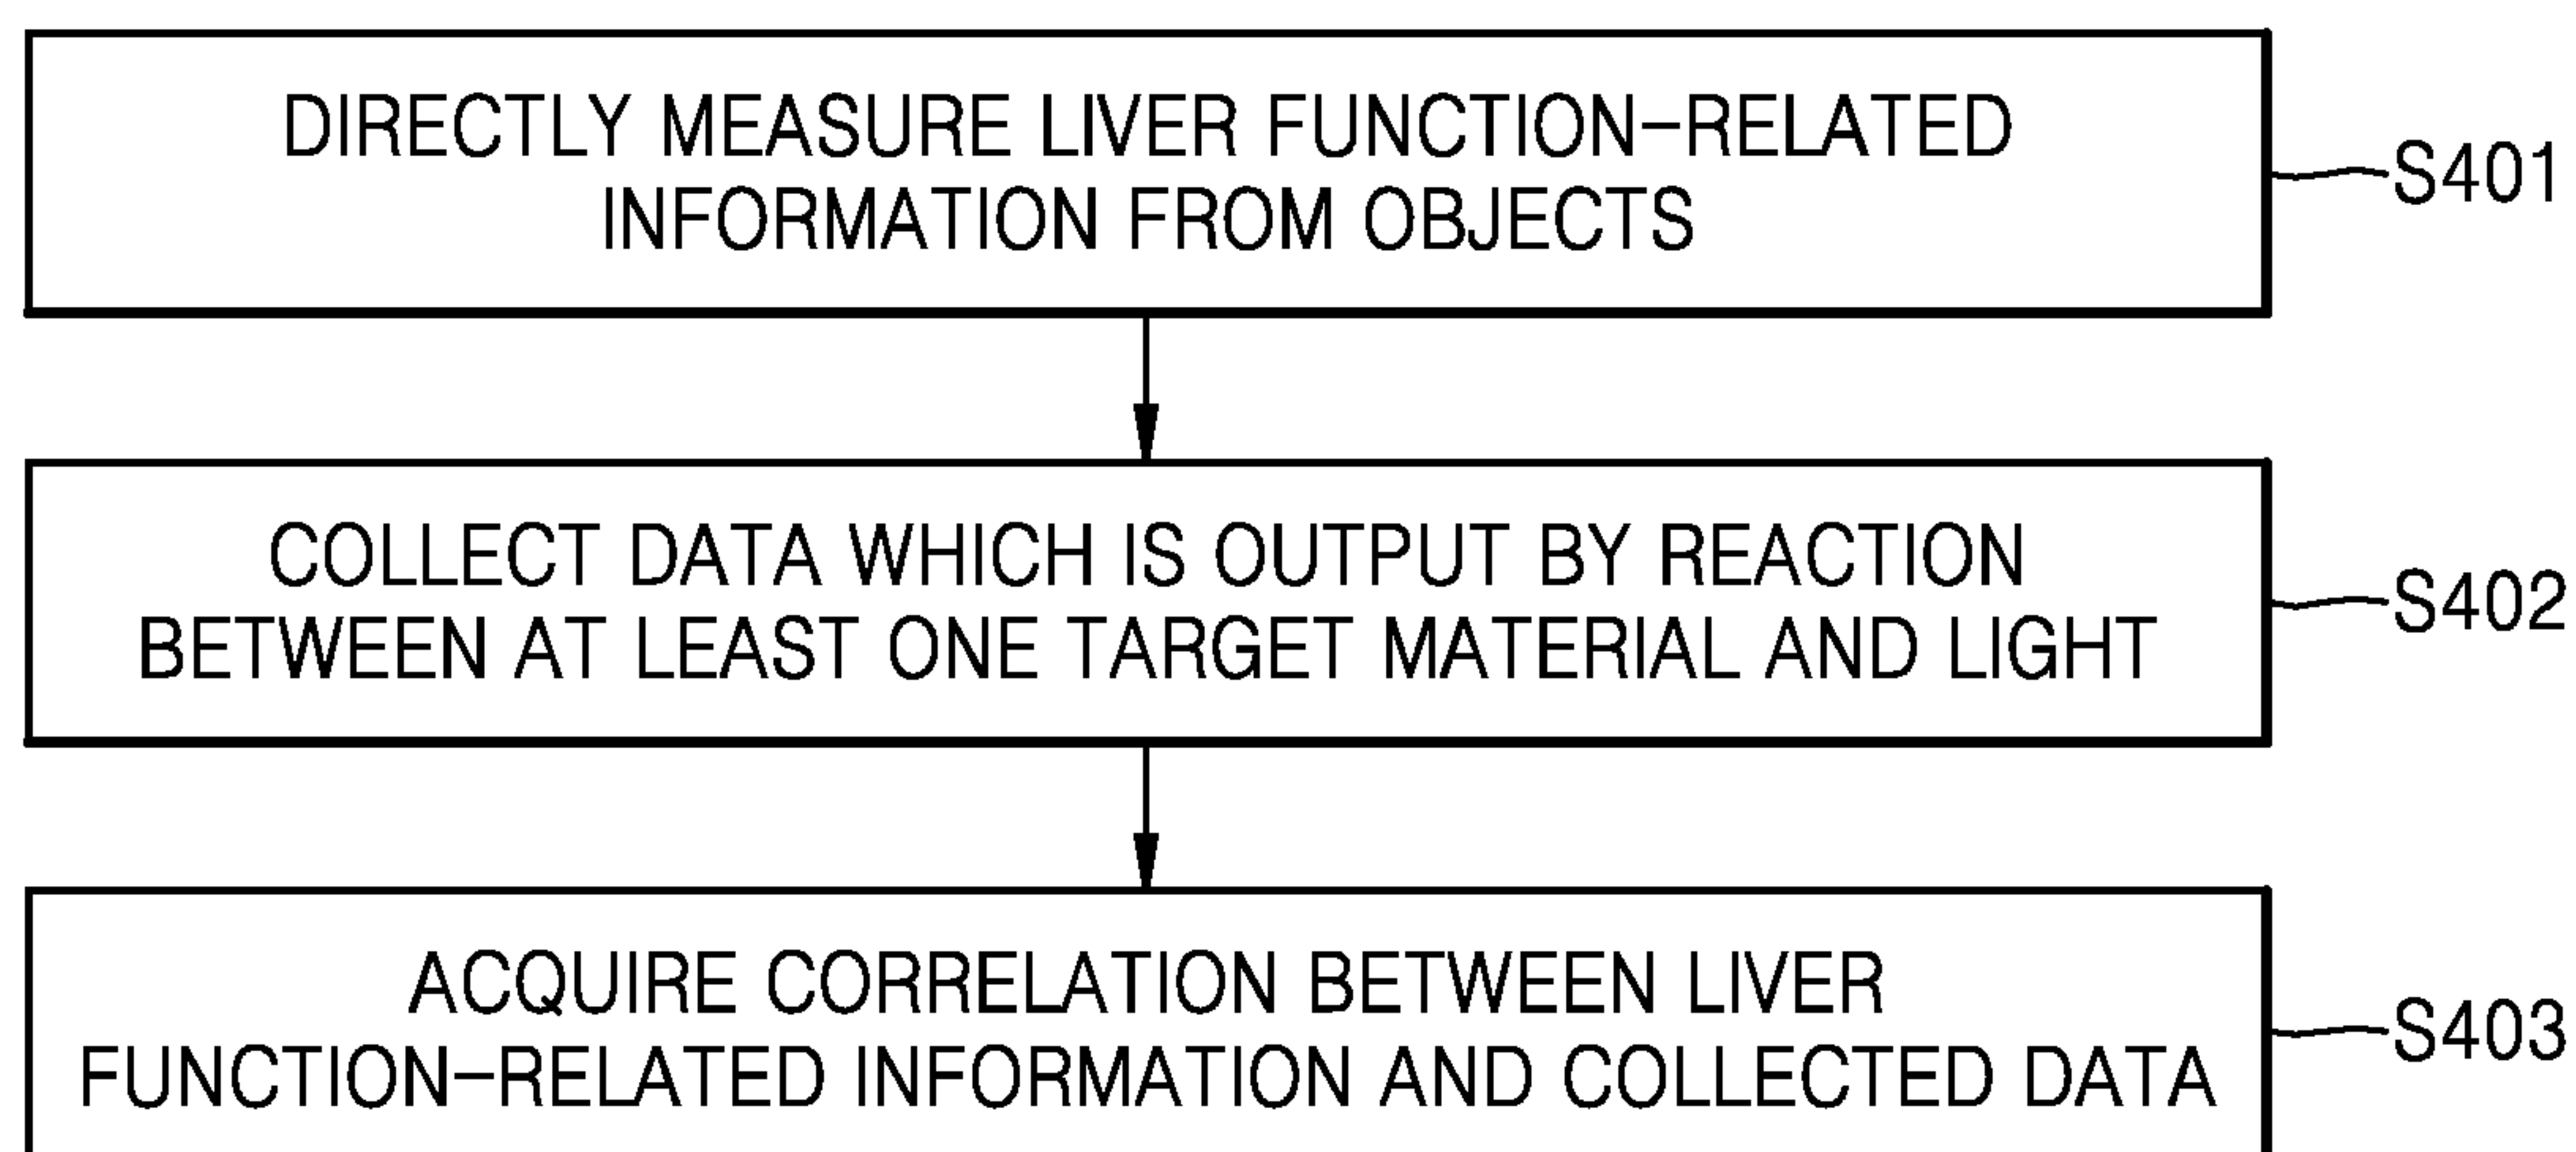 DIRECTLY MEASURE LIVER FUNCTION-RELATED
INFORMATION FROM OBJECTS
S401
COLLECT DATA WHICH IS OUTPUT BY REACTION
BETWEEN AT LEAST ONE TARGET MATERIAL AND LIGHT
S402
ACQUIRE CORRELATION BETWEEN LIVER
FUNCTION-RELATED INFORMATION AND COLLECTED DATA
S403